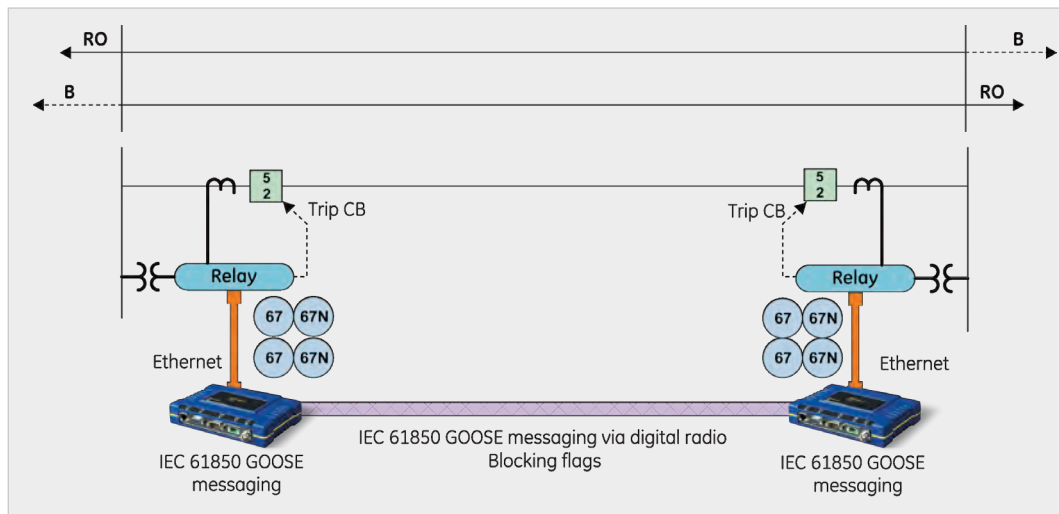 RO
B
B
RO
5
2
Trip CB
5
2
Trip CB
Relay
Relay
67 67N
67 67N
67 67N
67 67N
Ethernet
Ethernet
IEC 61850 GOOSE messaging via digital radio
Blocking flags
IEC 61850 GOOSE
messaging
IEC 61850 GOOSE
messaging